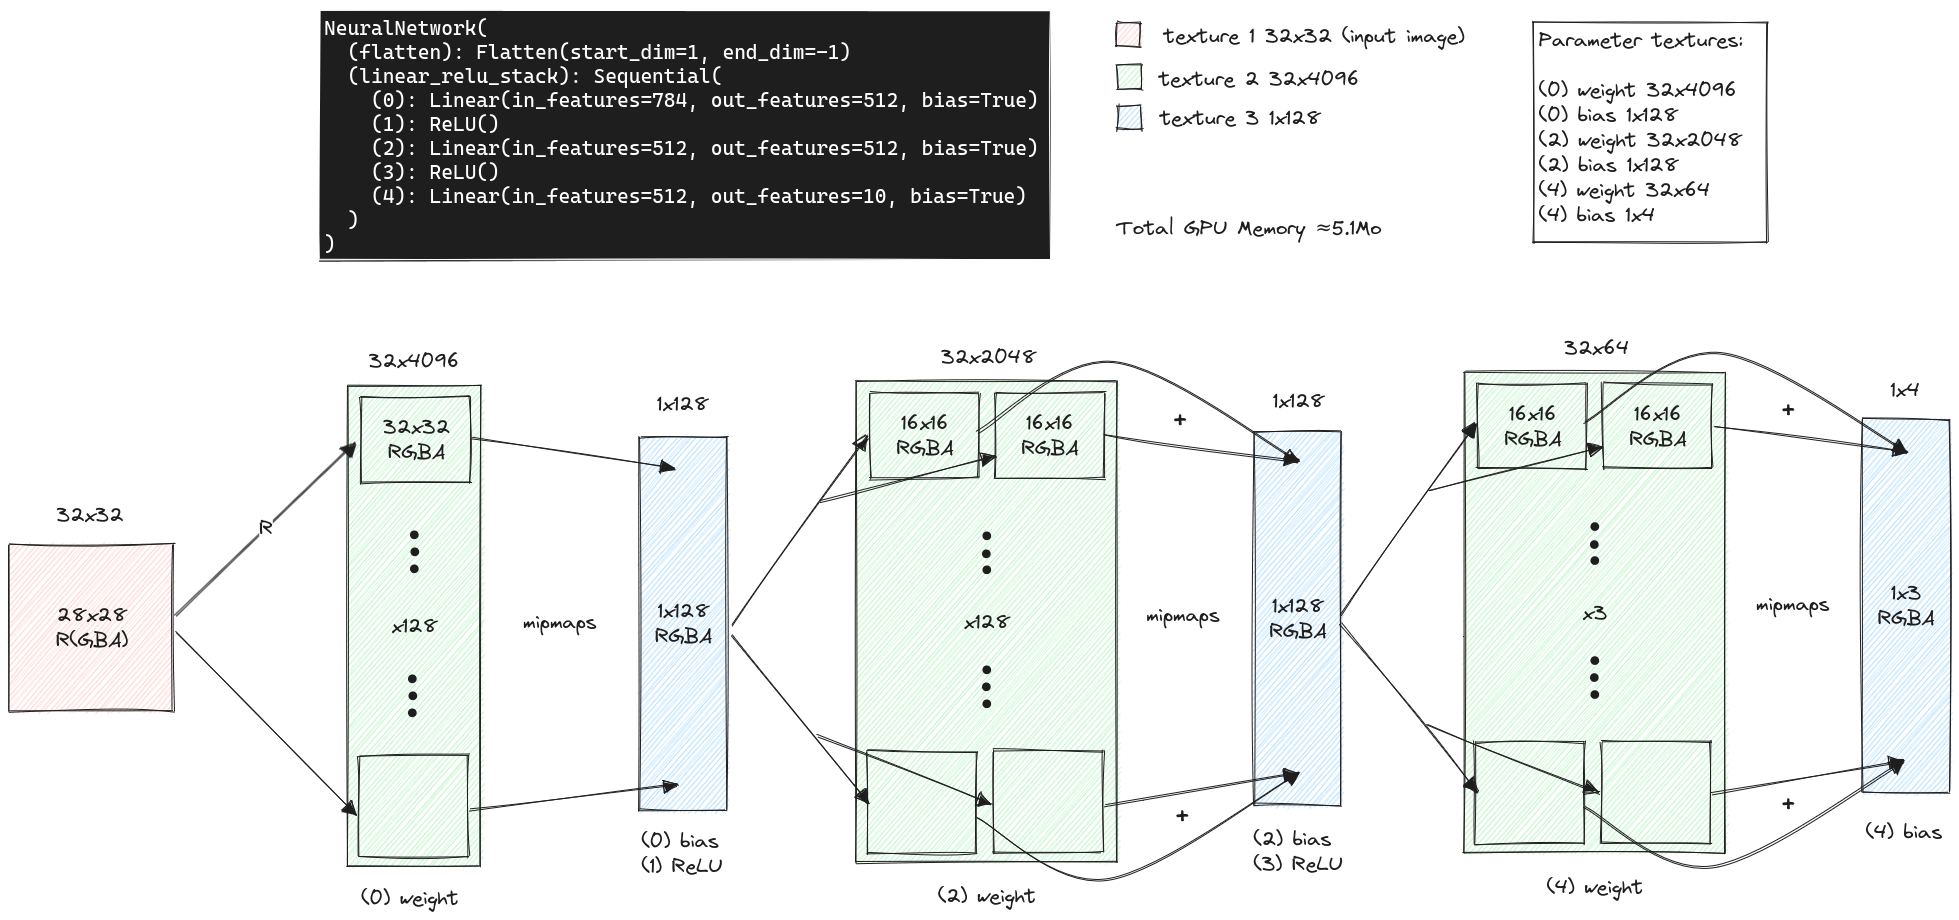 NeuralNetwork(
  (flatten): Flatten(start_dim=1, end_dim=-1)
  (linear_relu_stack): Sequential(
    (0): Linear(in_features=784, out_features=512, bias=True)
    (1): ReLU()
    (2): Linear(in_features=512, out_features=512, bias=True)
    (3): ReLU()
    (4): Linear(in_features=512, out_features=10, bias=True)
  )
)
texture 1 32x32 (input image)
texture 2 32x4096
texture 3 1x128
Total GPU Memory ≈5.1Mo
Parameter textures:
(0) weight 32x4096
(0) bias 1x128
(2) weight 32x2048
(2) bias 1x128
(4) weight 32x64
(4) bias 1x4
32x32
28x28
R(GBA)
R
32x4096
32x32
RGBA
x128
(0) weight
mipmaps
1x128
1x128
RGBA
(0) bias
(1) ReLU
32x2048
16x16
RGBA
16x16
RGBA
x128
(2) weight
+
mipmaps
+
1x128
1x128
RGBA
(2) bias
(3) ReLU
32x64
16x16
RGBA
16x16
RGBA
x3
(4) weight
+
mipmaps
+
1x4
1x3
RGBA
(4) bias